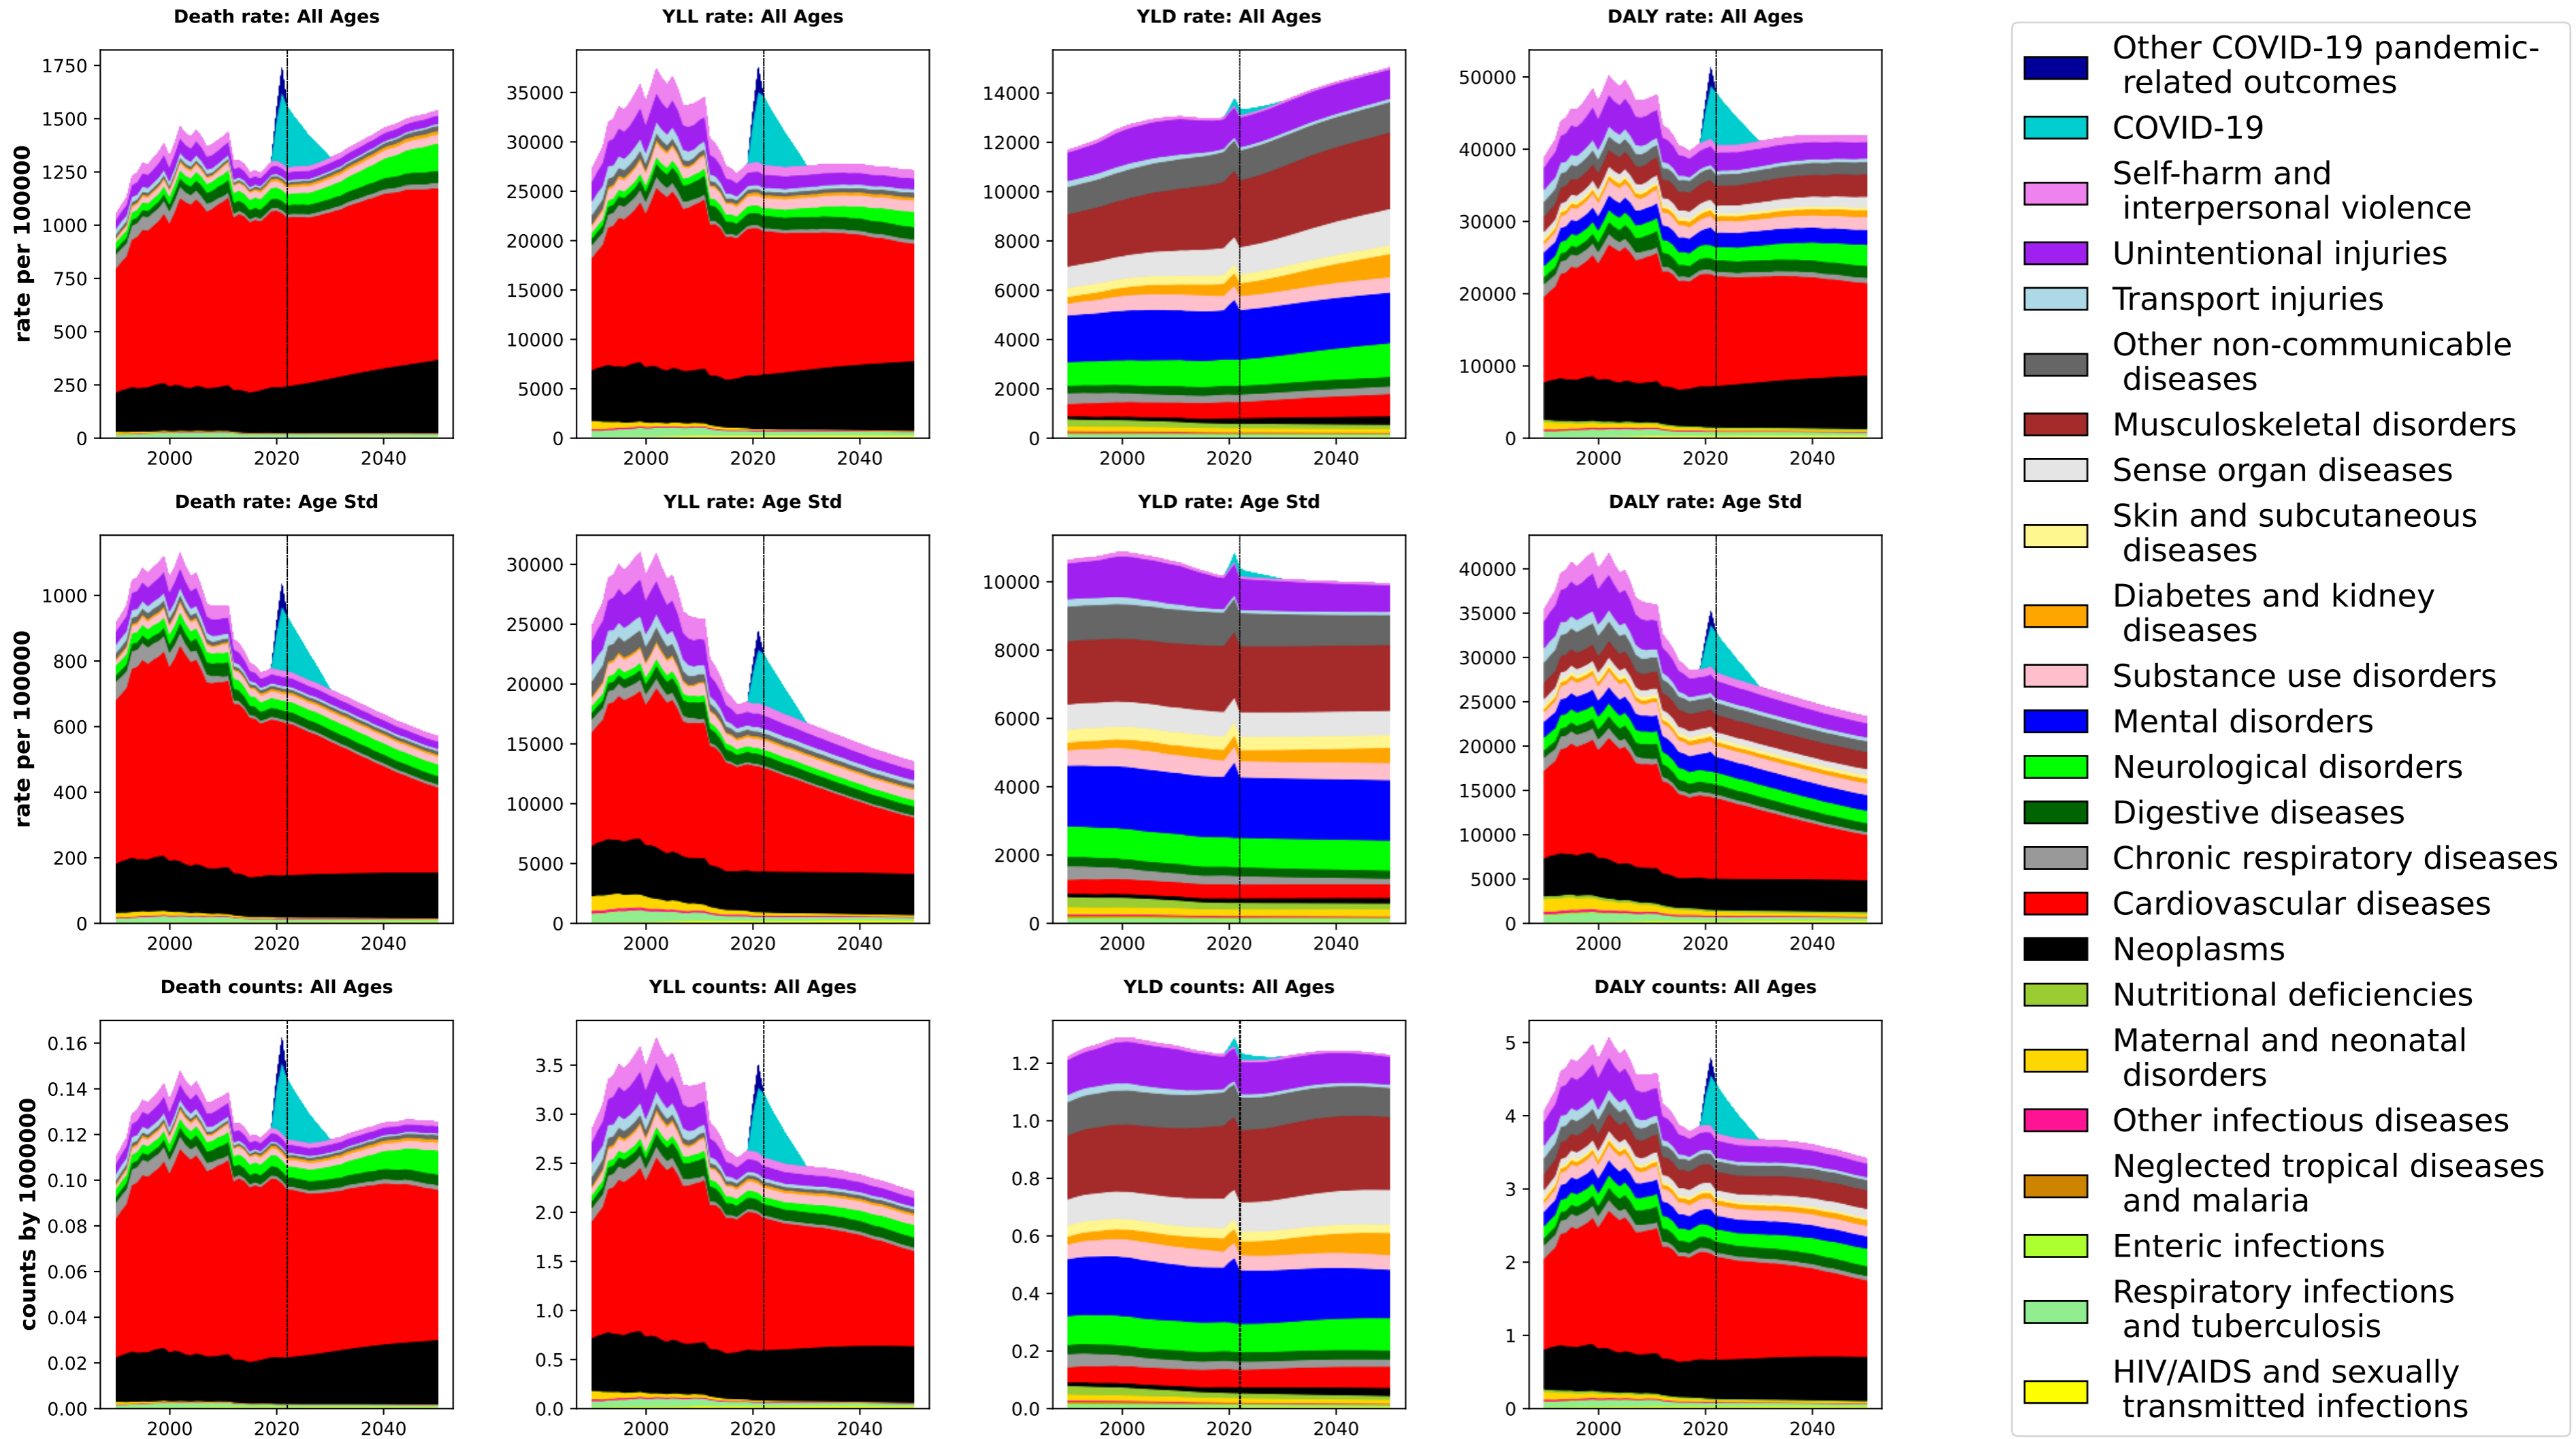 Death rate: All Ages
YLL rate: All Ages
YLD rate: All Ages
DALY rate: All Ages
rate per 100000
1750
1500
1250
1000
750
500
250
0
2000 2020 2040
35000
30000
25000
20000
15000
10000
5000
0
2000 2020 2040
14000
12000
10000
8000
6000
4000
2000
0
2000 2020 2040
50000
40000
30000
20000
10000
0
2000 2020 2040
Death rate: Age Std
YLL rate: Age Std
YLD rate: Age Std
DALY rate: Age Std
rate per 100000
1000
800
600
400
200
0
2000 2020 2040
30000
25000
20000
15000
10000
5000
0
2000 2020 2040
10000
8000
6000
4000
2000
0
2000 2020 2040
40000
35000
30000
25000
20000
15000
10000
5000
0
2000 2020 2040
Death counts: All Ages
YLL counts: All Ages
YLD counts: All Ages
DALY counts: All Ages
counts by 1000000
0.16
0.14
0.12
0.10
0.08
0.06
0.04
0.02
0.00
2000 2020 2040
3.5
3.0
2.5
2.0
1.5
1.0
0.5
0.0
2000 2020 2040
1.2
1.0
0.8
0.6
0.4
0.2
0.0
2000 2020 2040
5
4
3
2
1
0
2000 2020 2040
Other COVID-19 pandemic-
related outcomes
COVID-19
Self-harm and
interpersonal violence
Unintentional injuries
Transport injuries
Other non-communicable
diseases
Musculoskeletal disorders
Sense organ diseases
Skin and subcutaneous
diseases
Diabetes and kidney
diseases
Substance use disorders
Mental disorders
Neurological disorders
Digestive diseases
Chronic respiratory diseases
Cardiovascular diseases
Neoplasms
Nutritional deficiencies
Maternal and neonatal
disorders
Other infectious diseases
Neglected tropical diseases
and malaria
Enteric infections
Respiratory infections
and tuberculosis
HIV/AIDS and sexually
transmitted infections